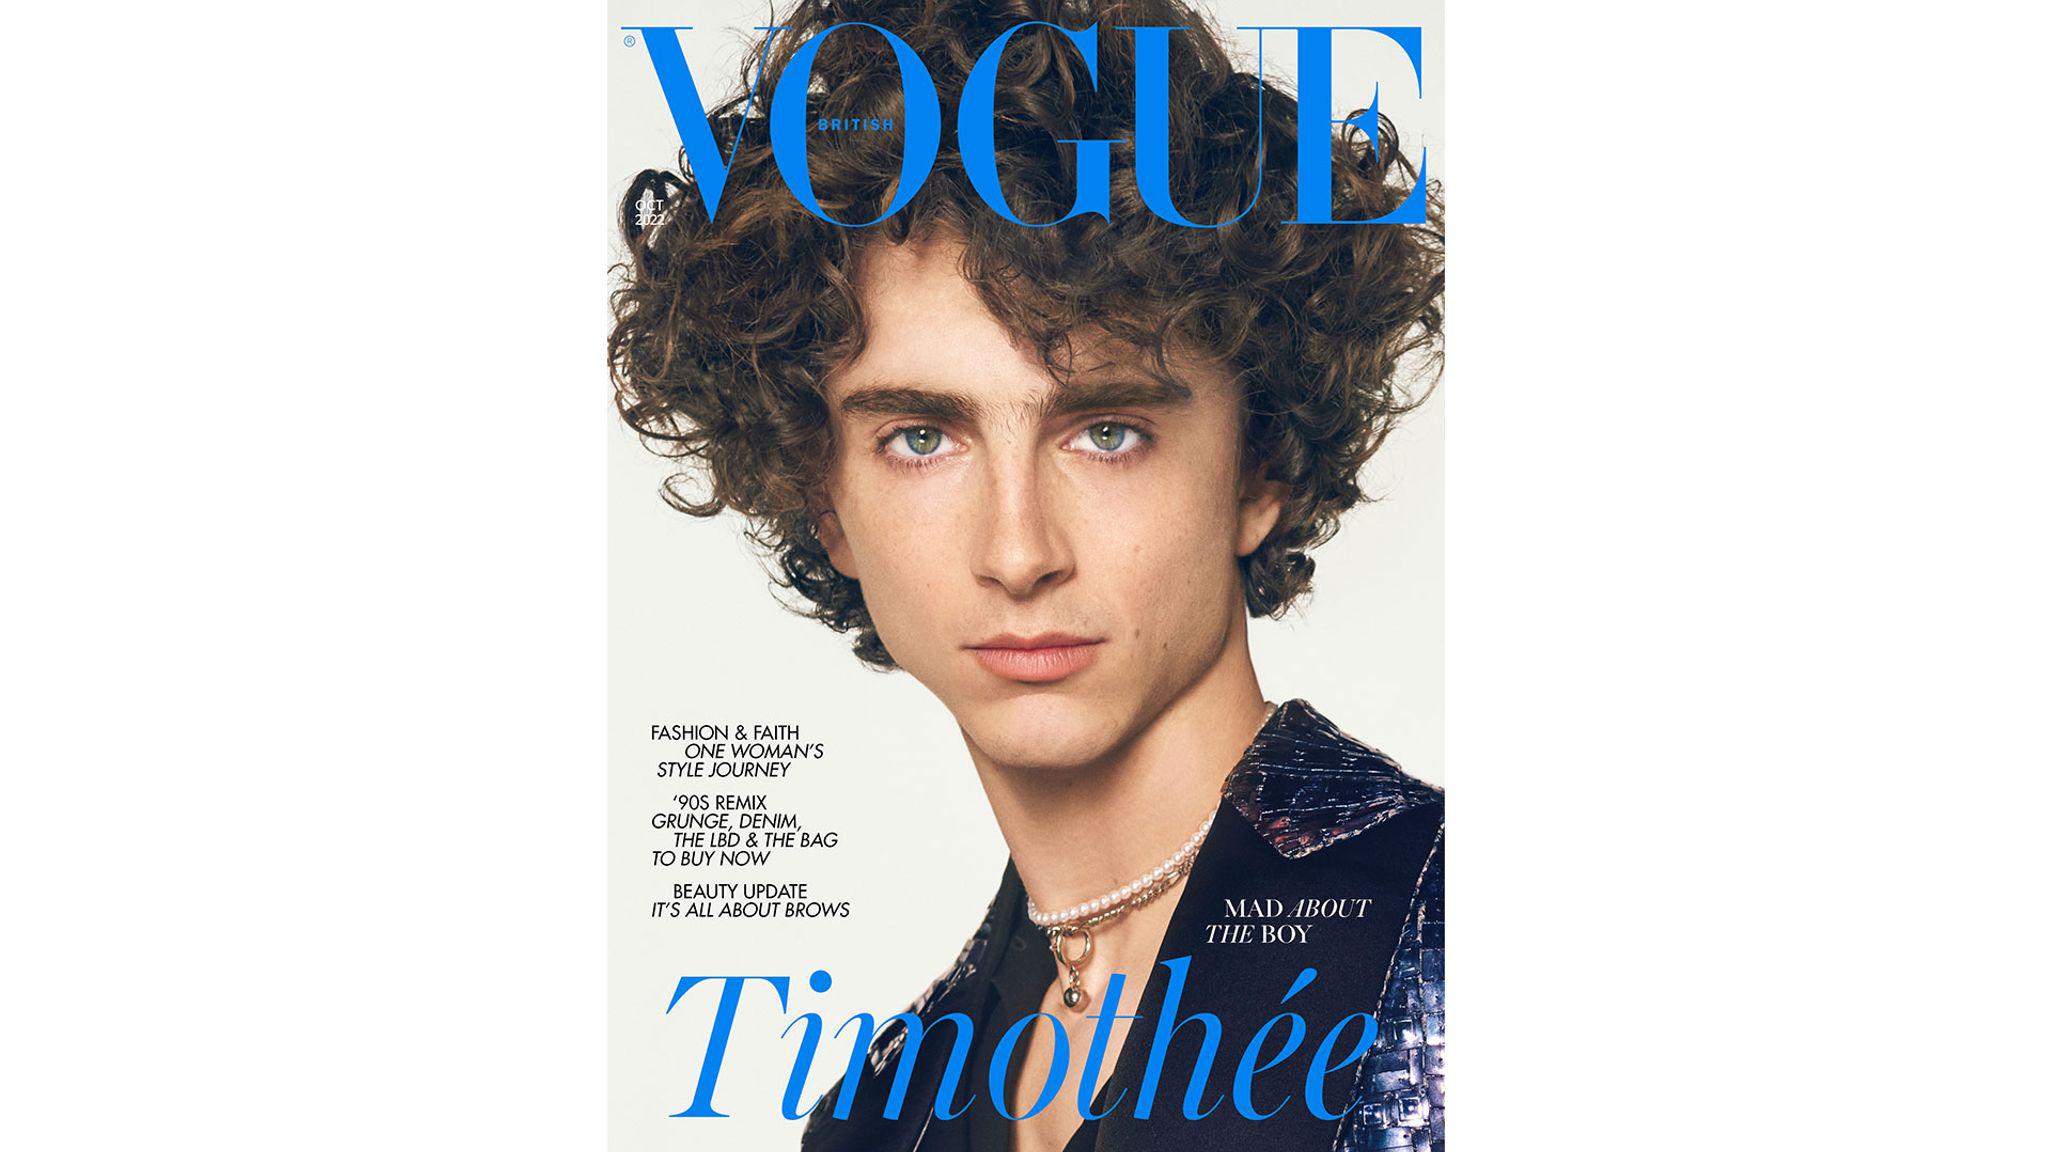 VOGUE
®
BRITISH
OCT
2022
FASHION & FAITH
ONE WOMAN'S
STYLE JOURNEY
‘90S REMIX
GRUNGE, DENIM,
THE LBD & THE BAG
TO BUY NOW
BEAUTY UPDATE
IT'S ALL ABOUT BROWS
MAD ABOUT
THE BOY
Timothée